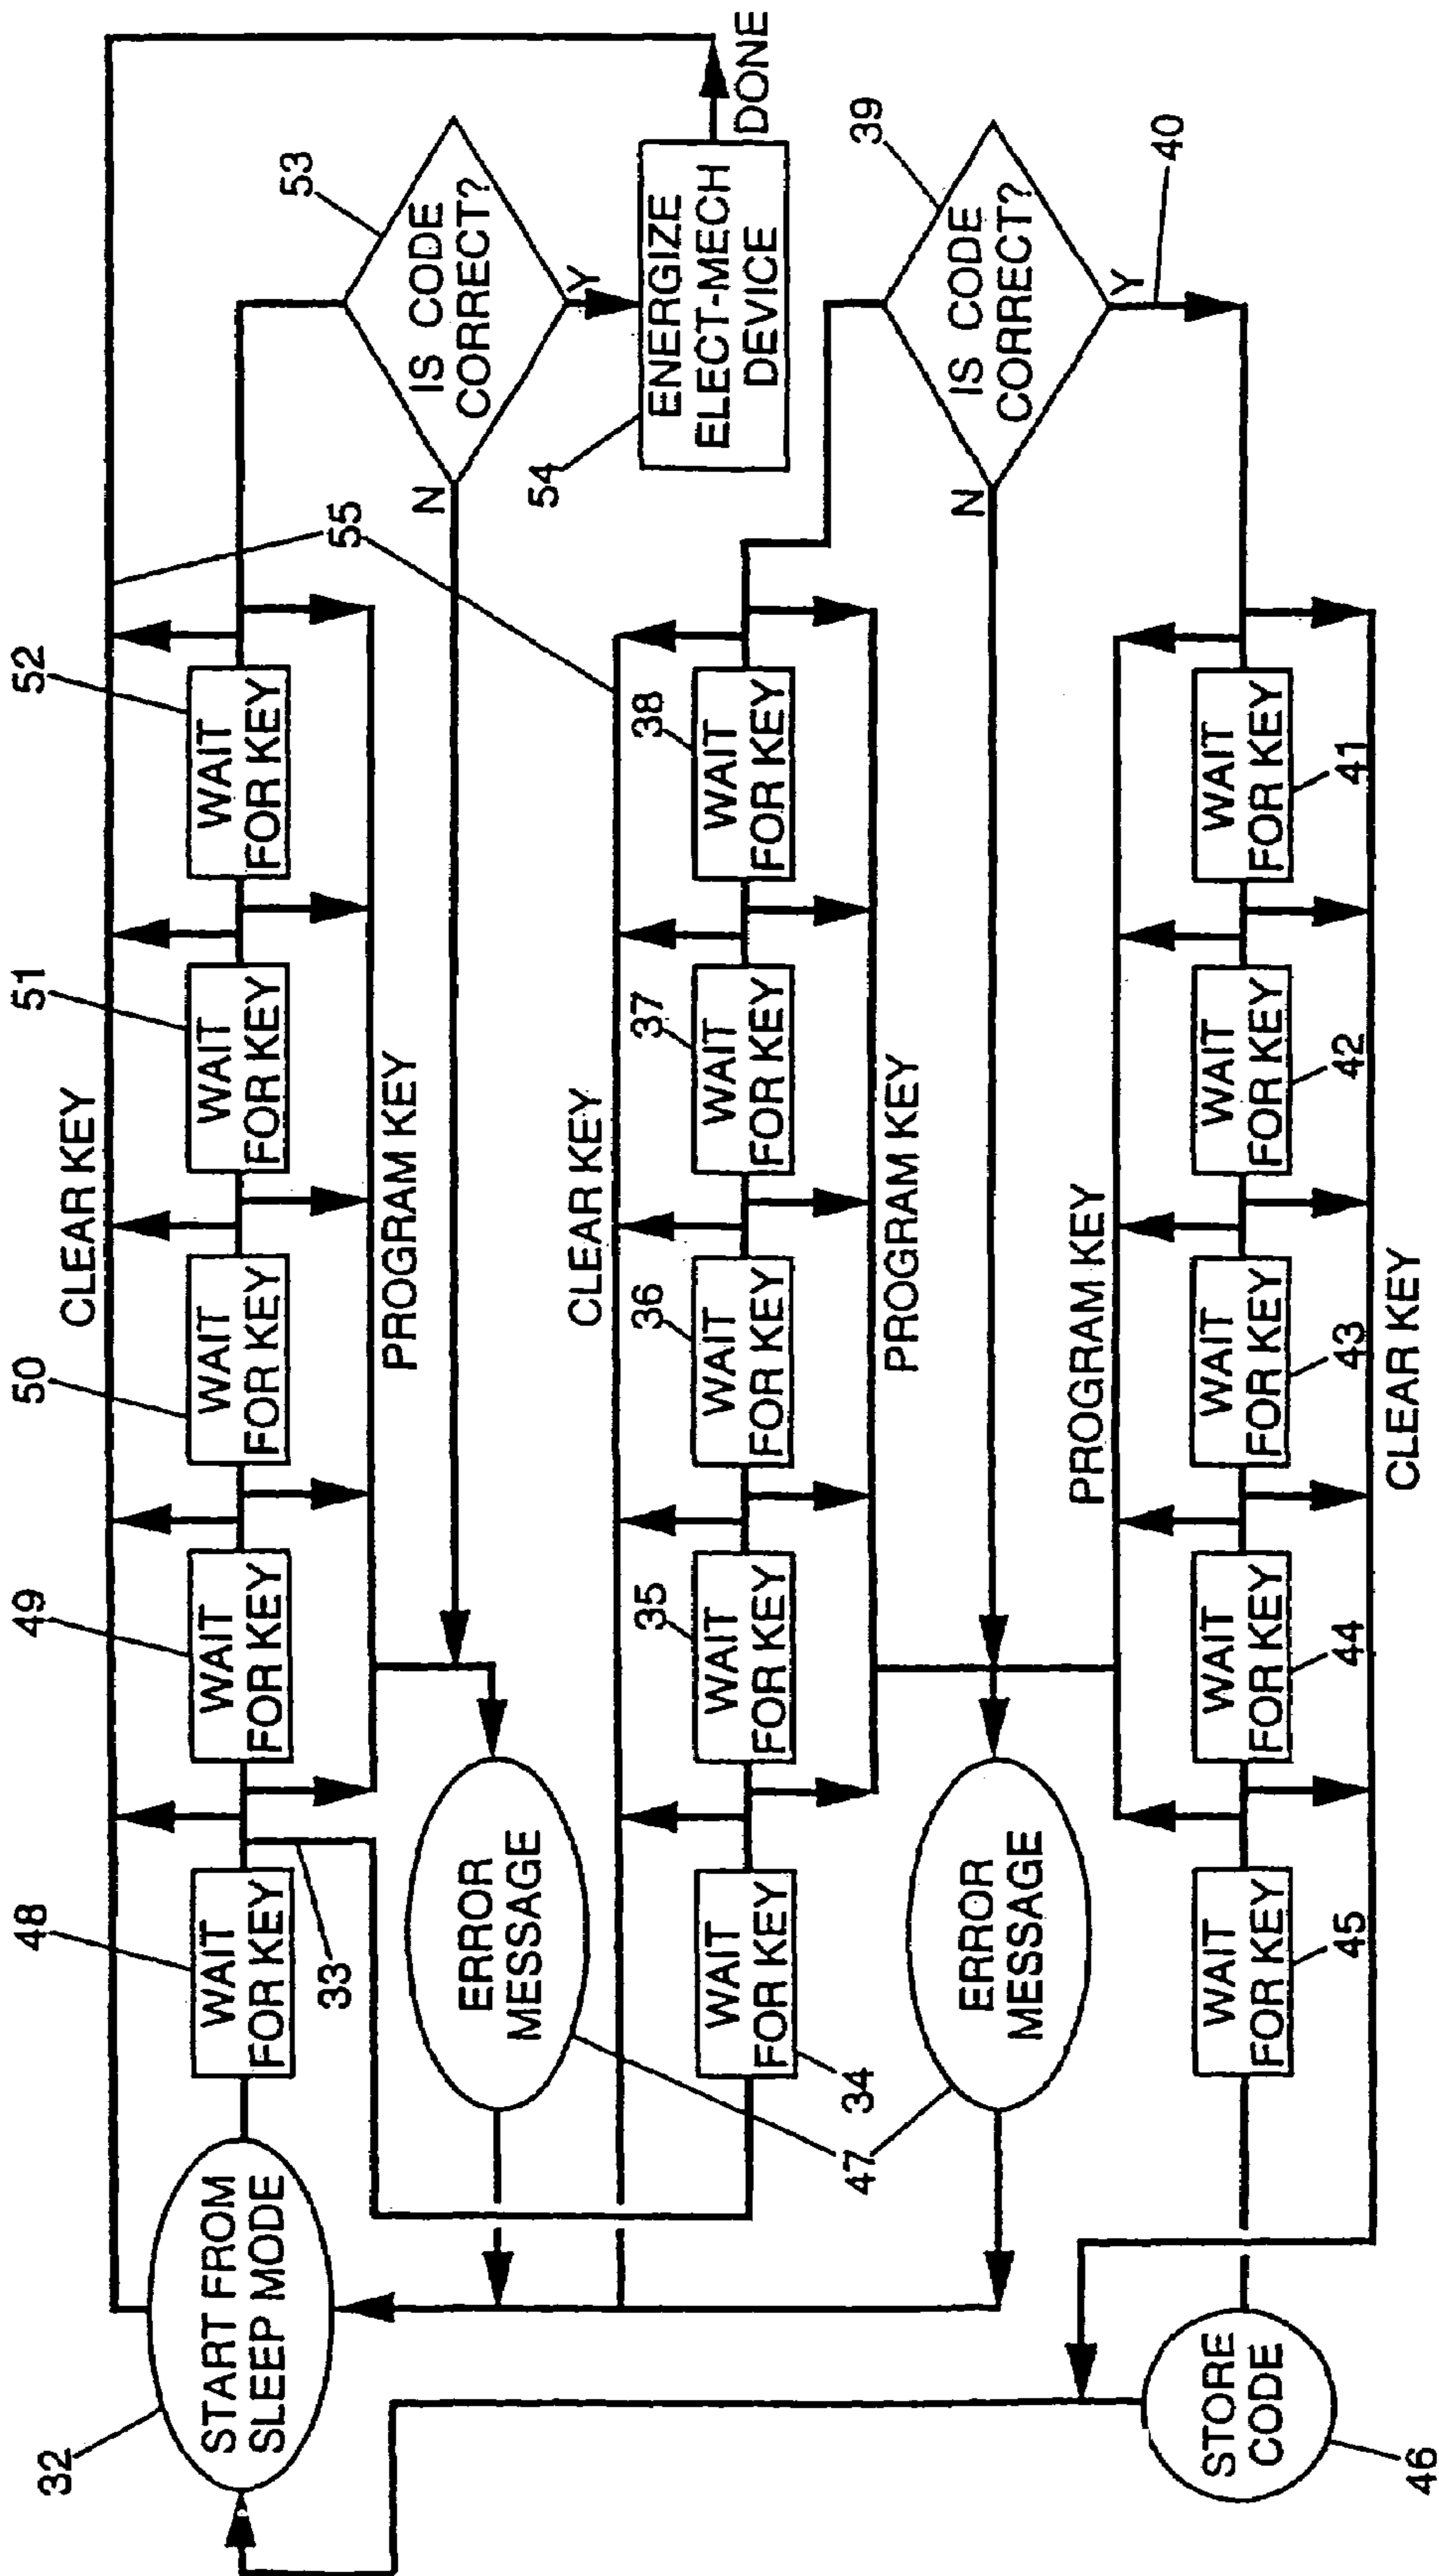 CLEAR KEY
32
START FROM
SLEEP MODE
48
WAIT
FOR KEY
49
WAIT
FOR KEY
50
WAIT
FOR KEY
51
WAIT
FOR KEY
52
WAIT
FOR KEY
53
IS CODE
CORRECT?
33
PROGRAM KEY
N
Y
55
54
ENERGIZE
ELECT-MECH
DEVICE
DONE
ERROR
MESSAGE
47
CLEAR KEY
34
WAIT
FOR KEY
35
WAIT
FOR KEY
36
WAIT
FOR KEY
37
WAIT
FOR KEY
38
WAIT
FOR KEY
PROGRAM KEY
39
IS CODE
CORRECT?
N
Y
40
ERROR
MESSAGE
PROGRAM KEY
STORE
CODE
46
WAIT
FOR KEY
45
WAIT
FOR KEY
44
WAIT
FOR KEY
43
WAIT
FOR KEY
42
WAIT
FOR KEY
41
CLEAR KEY